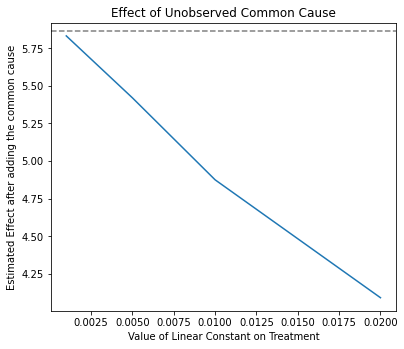 Effect of Unobserved Common Cause
Estimated Effect after adding the common cause
5.75
5.50
5.25
5.00
4.75
4.50
4.25
0.0025 0.0050 0.0075 0.0100 0.0125 0.0150 0.0175 0.0200
Value of Linear Constant on Treatment